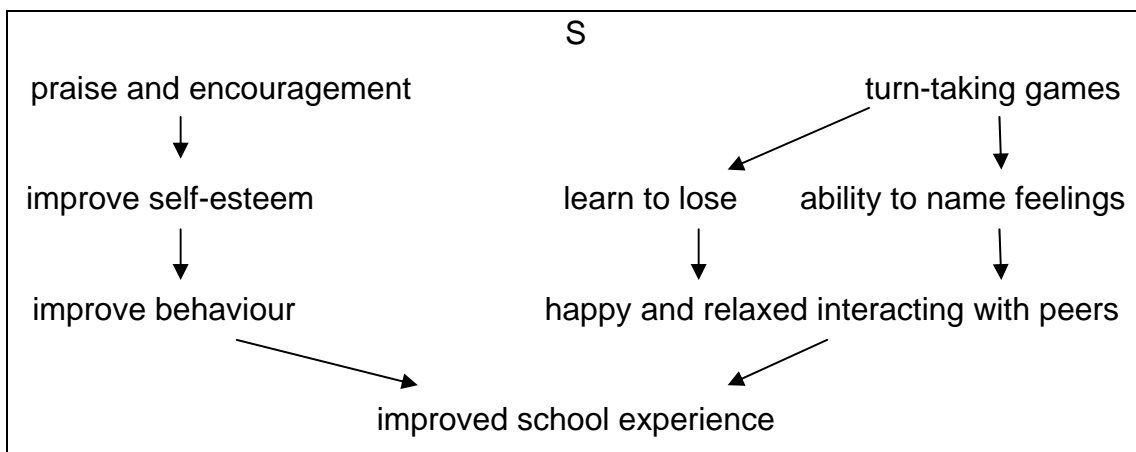 S
praise and encouragement turn-taking games
improve self-esteem learn to lose ability to name feelings
improve behaviour happy and relaxed interacting with peers
improved school experience